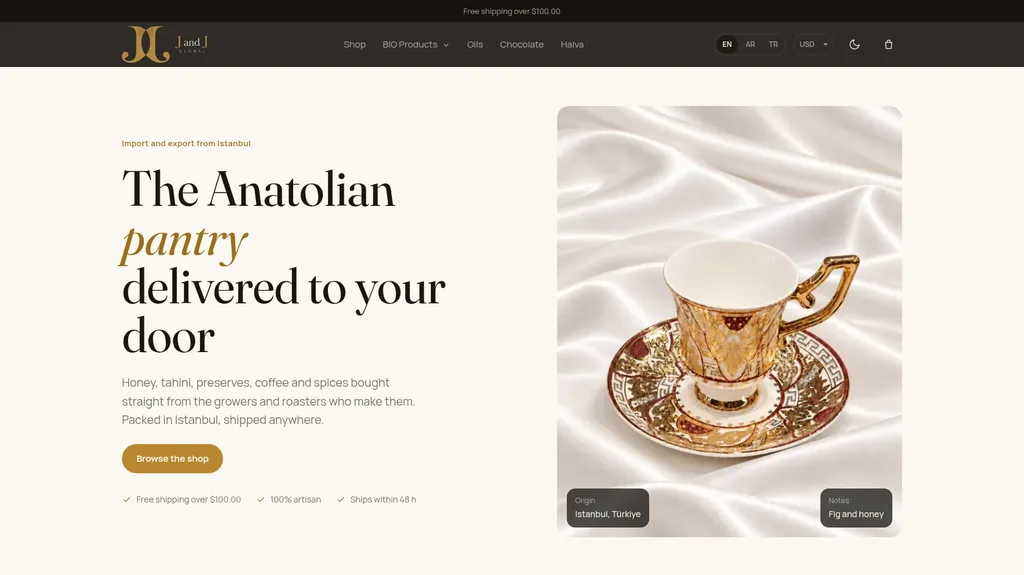 Free shipping over $100.00
J and J
GLOBAL
Shop
BIO Products
Oils
Chocolate
Halva
EN
AR
TR
USD
Import and export from Istanbul
The Anatolian
pantry
delivered to your
door
Honey, tahini, preserves, coffee and spices bought
straight from the growers and roasters who make them.
Packed in Istanbul, shipped anywhere.
Browse the shop
Free shipping over $100.00
100% artisan
Ships within 48 h
Origin
Istanbul, Türkiye
Notes
Fig and honey